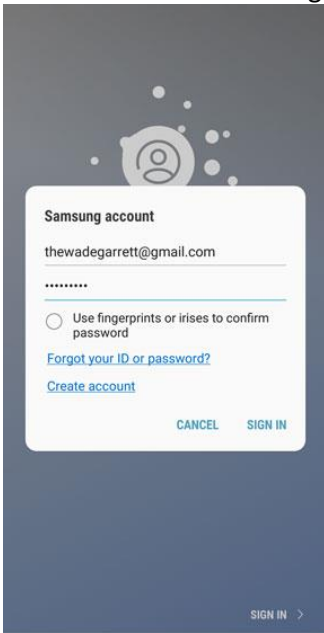 Samsung account
thewadegarrett@gmail.com
•••••••••
Use fingerprints or irises to confirm
password
Forgot your ID or password?
Create account
CANCEL SIGN IN
SIGN IN >